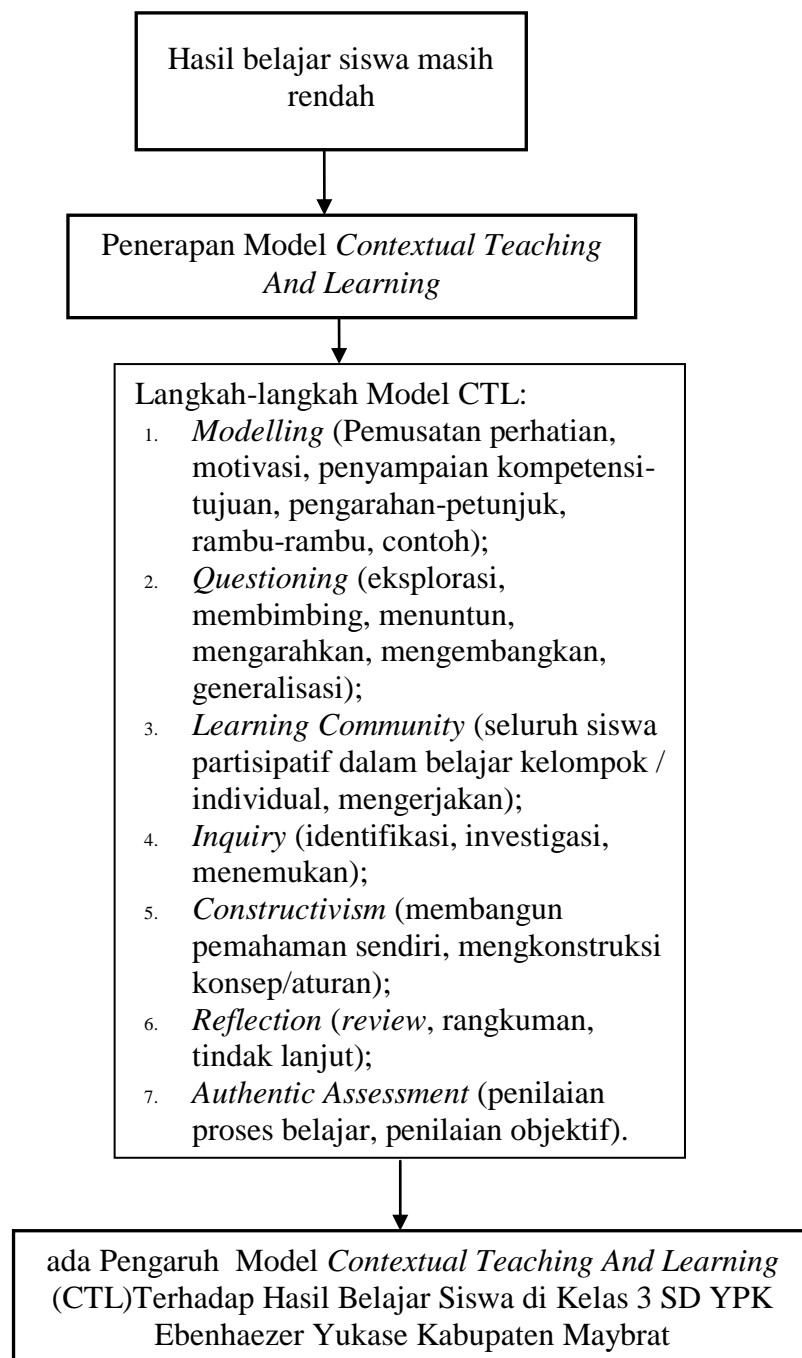 Hasil belajar siswa masih
rendah
Penerapan Model Contextual Teaching
And Learning
Langkah-langkah Model CTL:
1. Modelling (Pemusatan perhatian,
motivasi, penyampaian kompetensi-
tujuan, pengarahan-petunjuk,
rambu-rambu, contoh);
2. Questioning (eksplorasi,
membimbing, menuntun,
mengarahkan, mengembangkan,
generalisasi);
3. Learning Community (seluruh siswa
partisipatif dalam belajar kelompok /
individual, mengerjakan);
4. Inquiry (identifikasi, investigasi,
menemukan);
5. Constructivism (membangun
pemahaman sendiri, mengkonstruksi
konsep/aturan);
6. Reflection (review, rangkuman,
tindak lanjut);
7. Authentic Assessment (penilaian
proses belajar, penilaian objektif).
ada Pengaruh Model Contextual Teaching And Learning
(CTL)Terhadap Hasil Belajar Siswa di Kelas 3 SD YPK
Ebenhaezer Yukase Kabupaten Maybrat